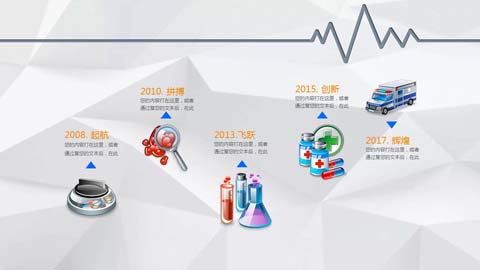 2008. 起航
您的内容打在这里，或者
通过复您的文本后，在此
2010. 拼搏
您的内容打在这里，或者
通过复您的文本后，在此
2013.飞跃
您的内容打在这里，或者
通过复您的文本后，在此
2015. 创新
您的内容打在这里，或者
通过复您的文本后，在此
2017. 辉煌
您的内容打在这里，或者
通过复您的文本后，在此